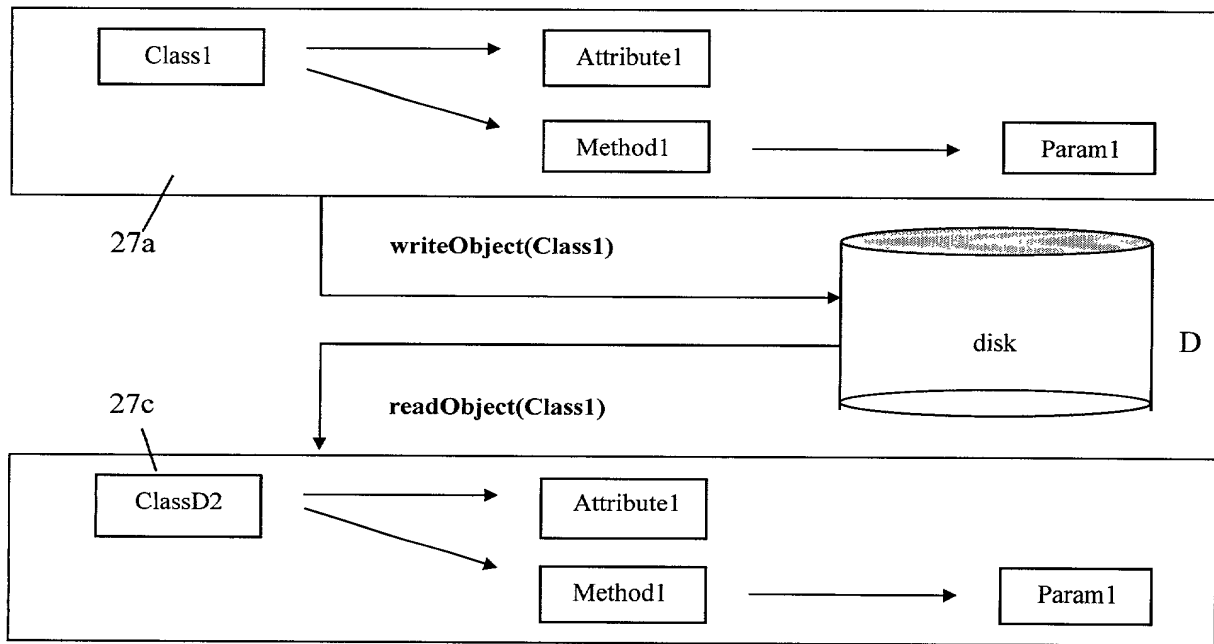 Class1
Attribute1
Method1
Param1
27a
writeObject(Class1)
disk
D
readObject(Class1)
27c
ClassD2
Attribute1
Method1
Param1